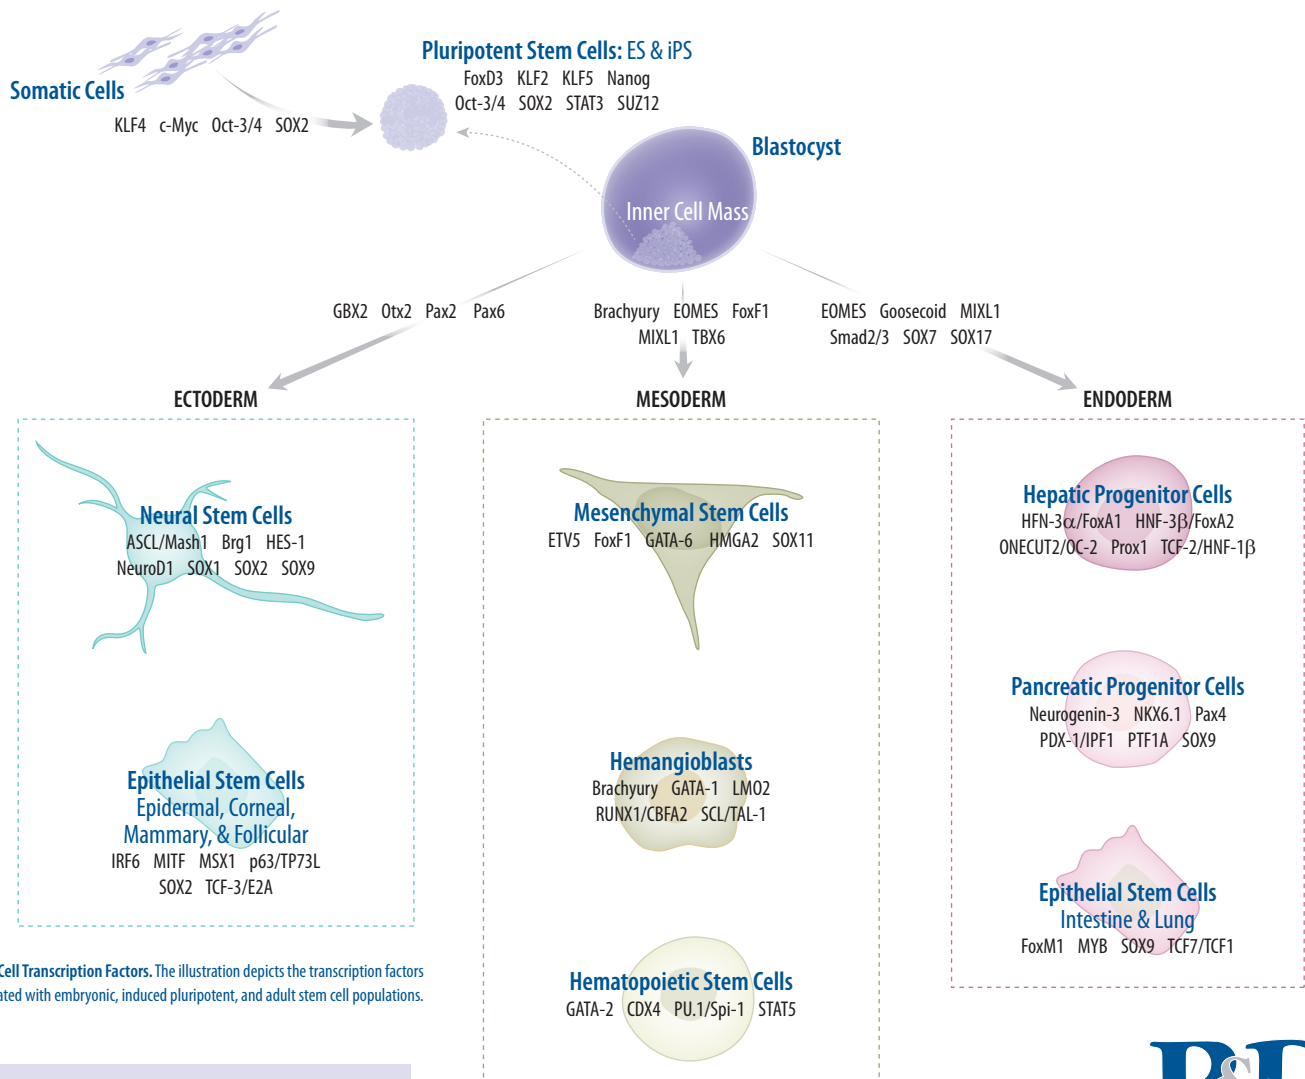 Somatic Cells
KLF4 c-Myc Oct-3/4 SOX2
Pluripotent Stem Cells: ES & iPS
FoxD3 KLF2 KLF5 Nanog
Oct-3/4 SOX2 STAT3 SUZ12
Blastocyst
Inner Cell Mass
GBX2 Otx2 Pax2 Pax6
Brachyury EOMES FoxF1
MIXL1 TBX6
EOMES Goosecoid MIXL1
Smad2/3 SOX7 SOX17
ECTODERM
Neural Stem Cells
ASCL/Mash1 Brg1 HES-1
NeuroD1 SOX1 SOX2 SOX9
Epithelial Stem Cells
Epidermal, Corneal,
Mammary, & Follicular
IRF6 MITF MSX1 p63/TP73L
SOX2 TCF-3/E2A
MESODERM
Mesenchymal Stem Cells
ETV5 FoxF1 GATA-6 HMGA2 SOX11
Hemangioblasts
Brachyury GATA-1 LMO2
RUNX1/CBFA2 SCL/TAL-1
Hematopoietic Stem Cells
GATA-2 CDX4 PU.1/Spi-1 STAT5
ENDODERM
Hepatic Progenitor Cells
HFN-3α/FoxA1 HNF-3β/FoxA2
ONECUT2/OC-2 Prox1 TCF-2/HNF-1β
Pancreatic Progenitor Cells
Neurogenin-3 NKX6.1 Pax4
PDX-1/IPF1 PTF1A SOX9
Epithelial Stem Cells
Intestine & Lung
FoxM1 MYB SOX9 TCF7/TCF1
Cell Transcription Factors. The illustration depicts the transcription factors
with embryonic, induced pluripotent, and adult stem cell populations.